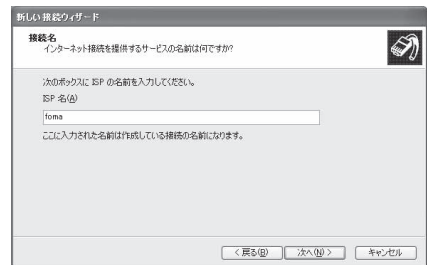 新しい接続ウィザード
接続名
インターネット接続を提供するサービスの名前は何ですか?
次のボックスに ISP の名前を入力してください。
ISP 名(A)
foma
ここに入力された名前は作成している接続の名前になります。
< 戻る(B)
次へ(N) >
キャンセル